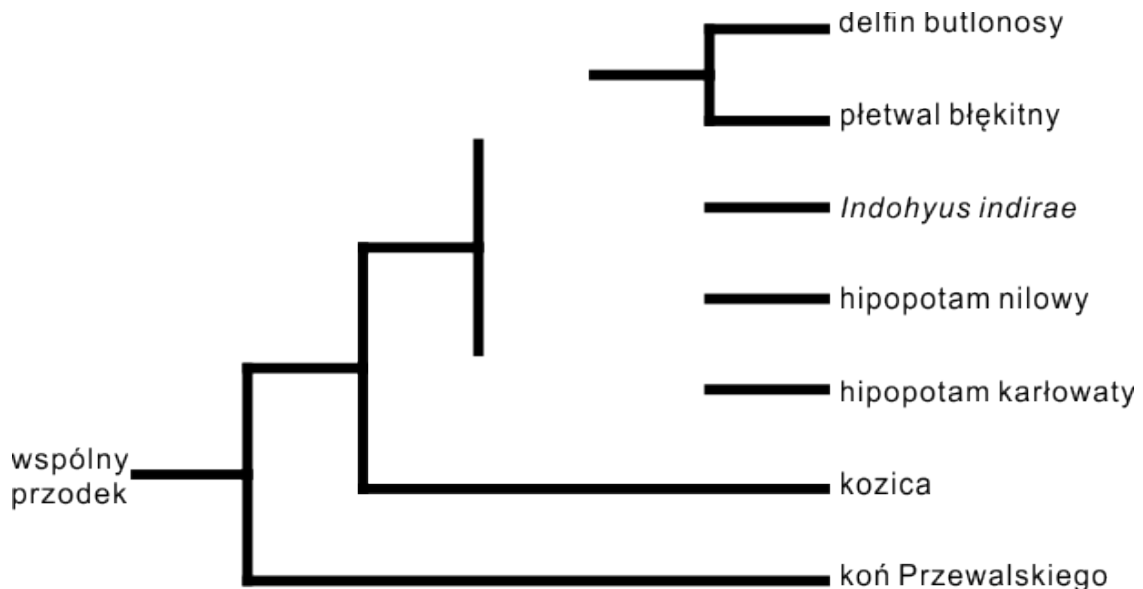 delfin butlonosy
płetwal błękitny
Indohyus indirae
hipopotam nilowy
hipopotam karłowaty
wspólny
przodek
kozica
koń Przewalskiego